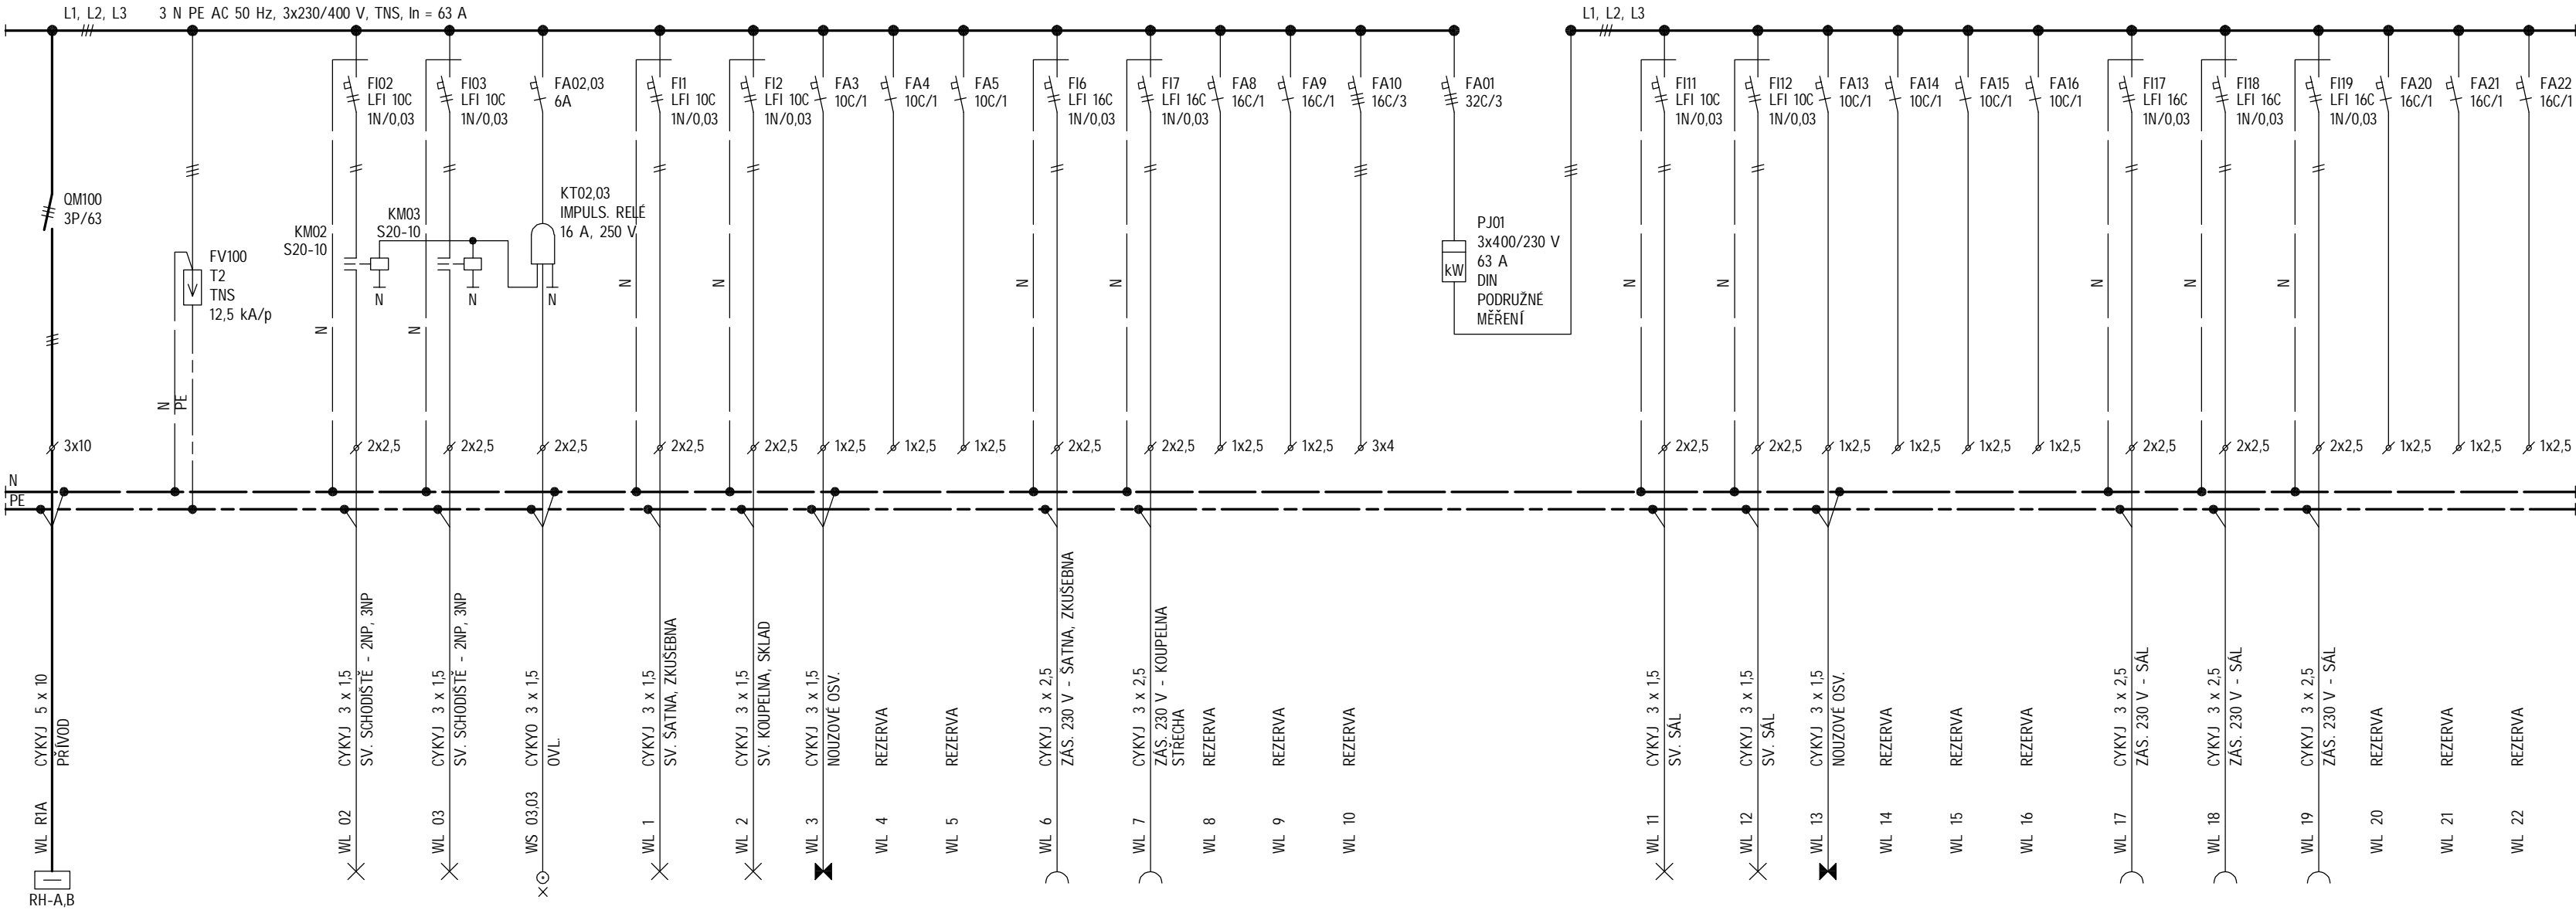 L1, L2, L3 3 N PE AC 50 Hz, 3x230/400 V, TNS, In = 63 A
L1, L2, L3
QM100
3P/63
FV100
T2
TNS
12,5 kA/p
FI02
LFI 10C
1N/0,03
FI03
LFI 10C
1N/0,03
FA02,03
6A
FI1
LFI 10C
1N/0,03
FI2
LFI 10C
1N/0,03
FA3
10C/1
FA4
10C/1
FA5
10C/1
FI6
LFI 16C
1N/0,03
FI7
LFI 16C
1N/0,03
FA8
16C/1
FA9
16C/1
FA10
16C/3
FA01
32C/3
FI11
LFI 10C
1N/0,03
FI12
LFI 10C
1N/0,03
FA13
10C/1
FA14
10C/1
FA15
10C/1
FA16
10C/1
FI17
LFI 16C
1N/0,03
FI18
LFI 16C
1N/0,03
FI19
LFI 16C
1N/0,03
FA20
16C/1
FA21
16C/1
FA22
16C/1
KM02
S20-10
KM03
S20-10
KT02,03
IMPULS. RELÉ
16 A, 250 V
N
N
N
PJ01
3x400/230 V
63 A
DIN
PODRUŽNÉ
MĚŘENÍ
kW
N
PE
N
N
N
N
N
N
N
N
N
N
N
3x10
2x2,5
2x2,5
2x2,5
2x2,5
2x2,5
1x2,5
1x2,5
1x2,5
2x2,5
2x2,5
1x2,5
1x2,5
3x4
2x2,5
2x2,5
1x2,5
1x2,5
1x2,5
1x2,5
2x2,5
2x2,5
2x2,5
1x2,5
1x2,5
1x2,5
N
PE
WL R1A CYKYJ 5 x 10
PŘÍVOD
RH-A,B
WL 02 CYKYJ 3 x 1,5
SV. SCHODIŠTĚ - 2NP, 3NP
WL 03 CYKYJ 3 x 1,5
SV. SCHODIŠTĚ - 2NP, 3NP
WS 03,03 CYKYO 3 x 1,5
OVL.
WL 1 CYKYJ 3 x 1,5
SV. ŠATNA, ZKUŠEBNA
WL 2 CYKYJ 3 x 1,5
SV. KOUPELNA, SKLAD
WL 3 CYKYJ 3 x 1,5
NOUZOVÉ OSV.
WL 4 REZERVA
WL 5 REZERVA
WL 6 CYKYJ 3 x 2,5
ZÁS. 230 V - ŠATNA, ZKUŠEBNA
WL 7 CYKYJ 3 x 2,5
ZÁS. 230 V - KOUPELNA
STŘECHA
WL 8 REZERVA
WL 9 REZERVA
WL 10 REZERVA
WL 11 CYKYJ 3 x 1,5
SV. SÁL
WL 12 CYKYJ 3 x 1,5
SV. SÁL
WL 13 CYKYJ 3 x 1,5
NOUZOVÉ OSV.
WL 14 REZERVA
WL 15 REZERVA
WL 16 REZERVA
WL 17 CYKYJ 3 x 2,5
ZÁS. 230 V - SÁL
WL 18 CYKYJ 3 x 2,5
ZÁS. 230 V - SÁL
WL 19 CYKYJ 3 x 2,5
ZÁS. 230 V - SÁL
WL 20 REZERVA
WL 21 REZERVA
WL 22 REZERVA